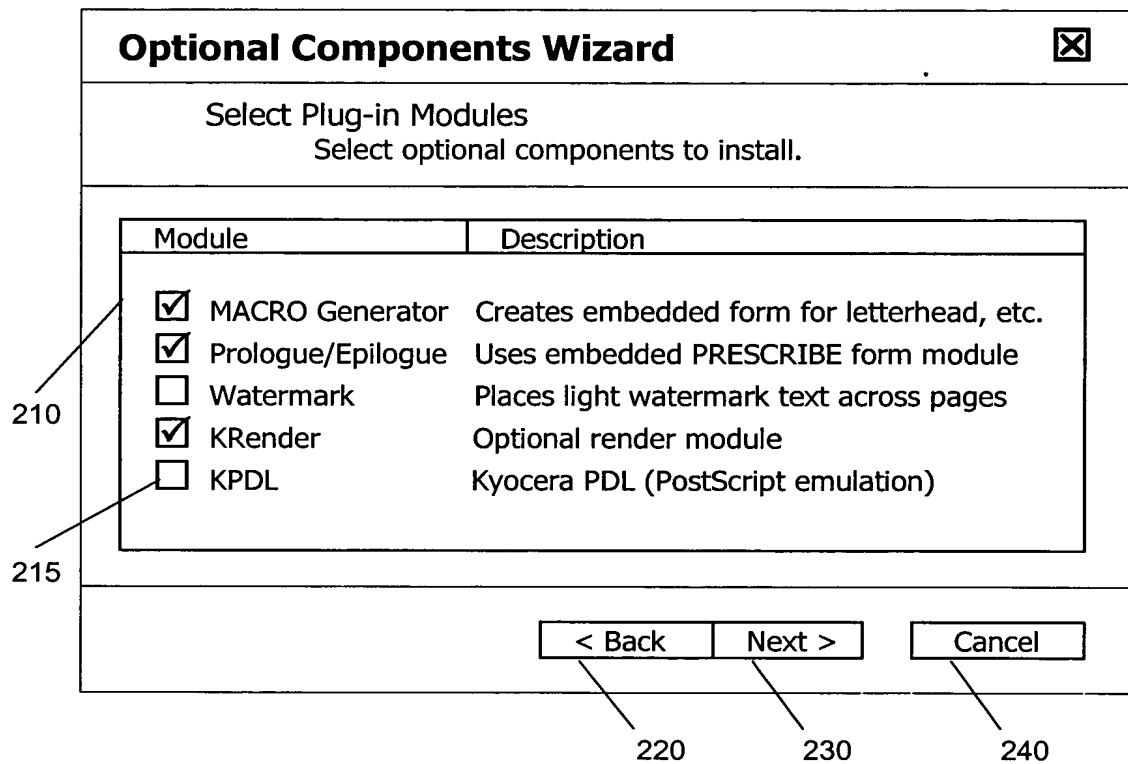 Optional Components Wizard
Select Plug-in Modules
Select optional components to install.
Module Description
MACRO Generator Creates embedded form for letterhead, etc.
Prologue/Epilogue Uses embedded PRESCRIBE form module
Watermark Places light watermark text across pages
210
KRender Optional render module
KPDL Kyocera PDL (PostScript emulation)
215
< Back Next > Cancel
220 230 240